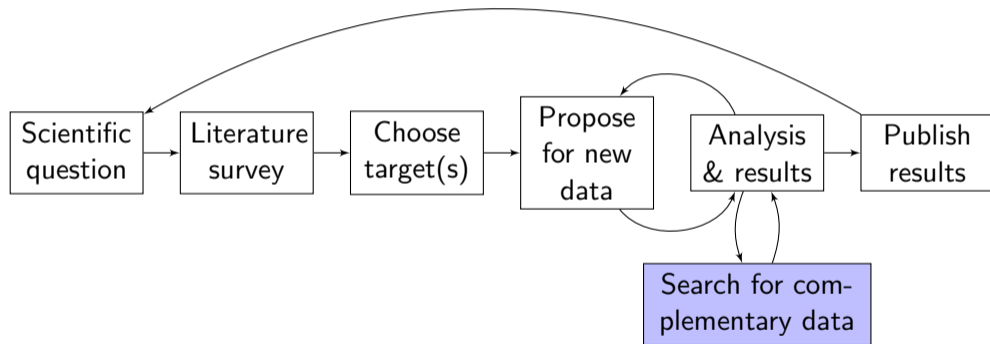 Scientific
question
Literature
survey
Choose
target(s)
Propose
for new
data
Analysis
& results
Publish
results
Search for com-
plementary data